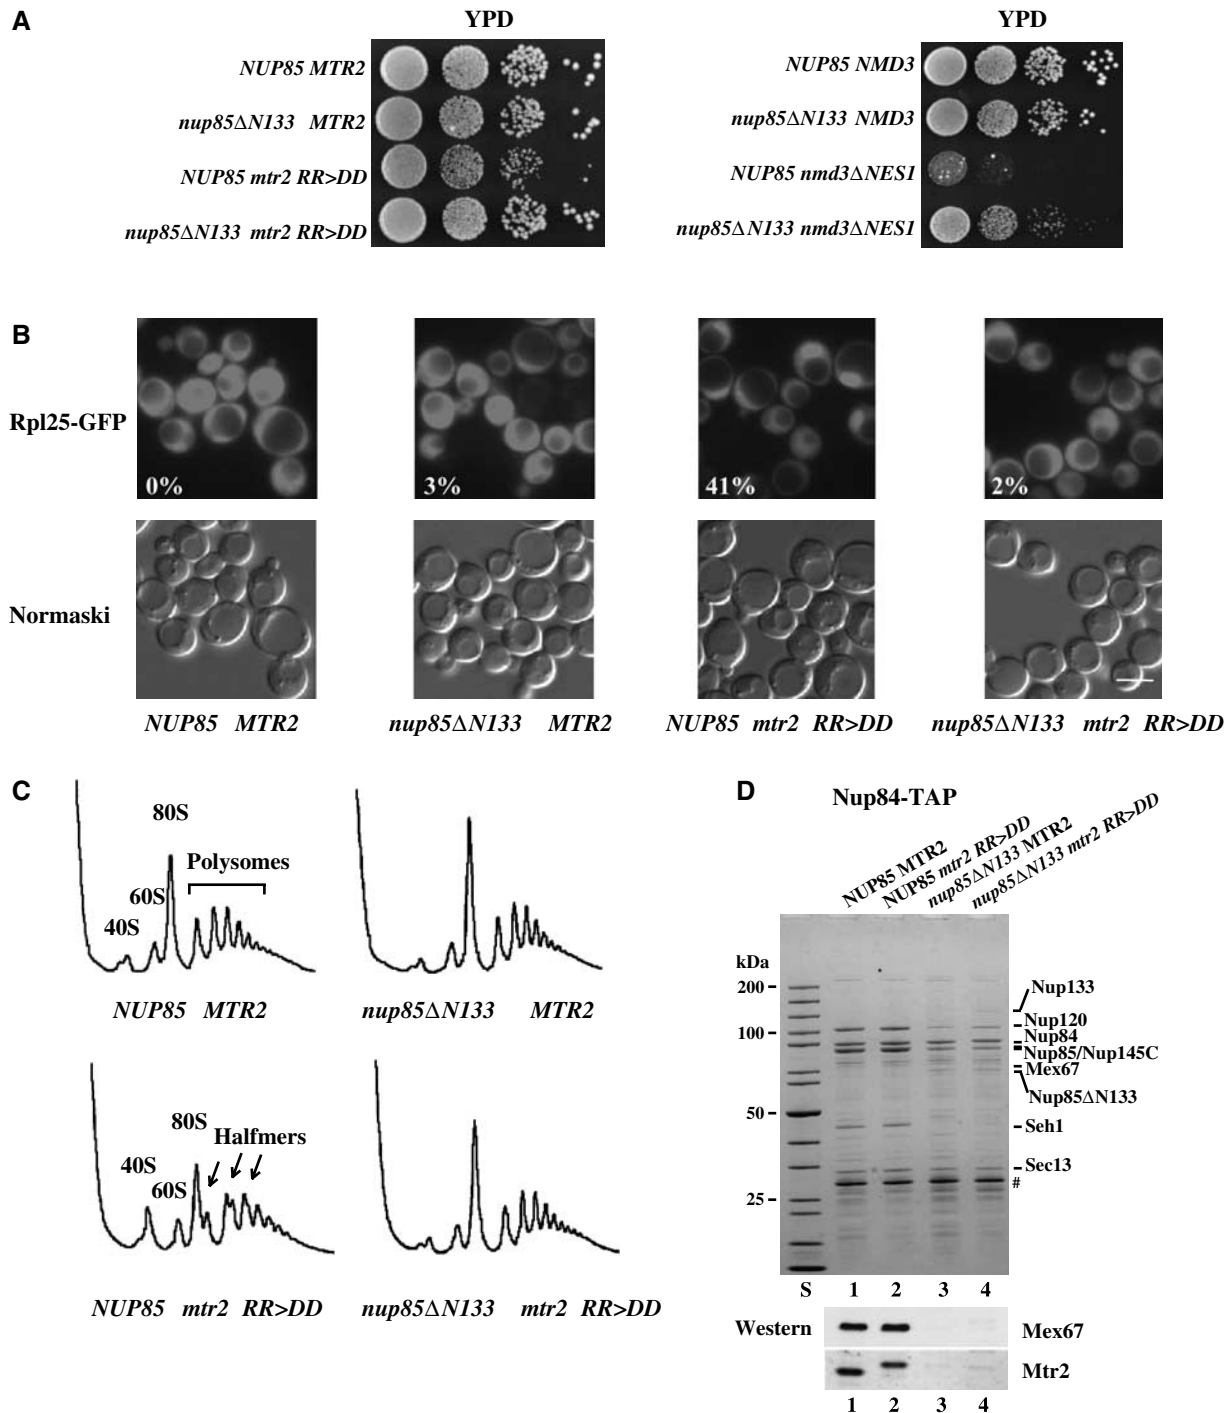 A
YPD
NUP85 MTR2
nup85ΔN133 MTR2
NUP85 mtr2 RR>DD
nup85ΔN133 mtr2 RR>DD
YPD
NUP85 NMD3
nup85ΔN133 NMD3
NUP85 nmd3ΔNES1
nup85ΔN133 nmd3ΔNES1
B
Rpl25-GFP
0%
3%
41%
2%
Normaski
NUP85 MTR2
nup85ΔN133 MTR2
NUP85 mtr2 RR>DD
nup85ΔN133 mtr2 RR>DD
C
80S
Polysomes
60S
40S
NUP85 MTR2
nup85ΔN133 MTR2
80S
Halfmers
40S
60S
NUP85 mtr2 RR>DD
nup85ΔN133 mtr2 RR>DD
D
Nup84-TAP
NUP85 MTR2
NUP85 mtr2 RR>DD
nup85ΔN133 MTR2
nup85ΔN133 mtr2 RR>DD
kDa
200
100
50
25
Nup133
Nup120
Nup84
Nup85/Nup145C
Mex67
Nup85ΔN133
Seh1
Sec13
#
S 1 2 3 4
Western
Mex67
Mtr2
1 2 3 4